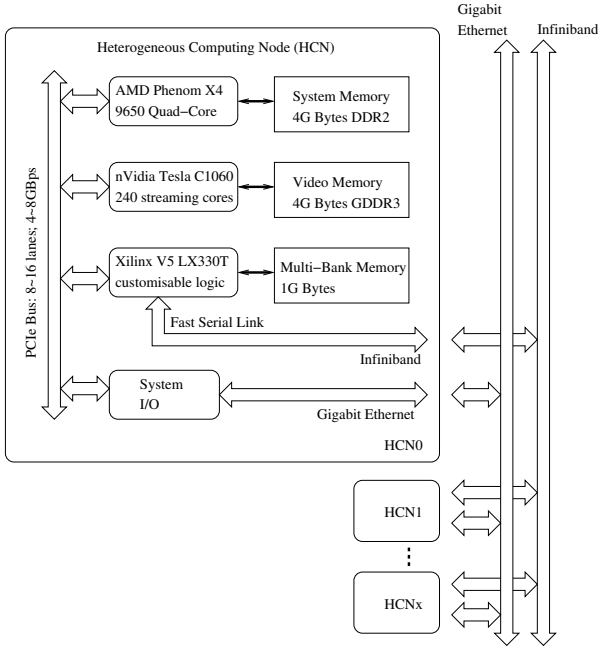 Gigabit
Ethernet
Infiniband
Heterogeneous Computing Node (HCN)
PCIe Bus: 8~16 lanes; 4~8GBps
AMD Phenom X4
9650 Quad−Core
System Memory
4G Bytes DDR2
nVidia Tesla C1060
240 streaming cores
Video Memory
4G Bytes GDDR3
Xilinx V5 LX330T
customisable logic
Multi−Bank Memory
1G Bytes
Fast Serial Link
Infiniband
System
I/O
Gigabit Ethernet
HCN0
HCN1
HCNx